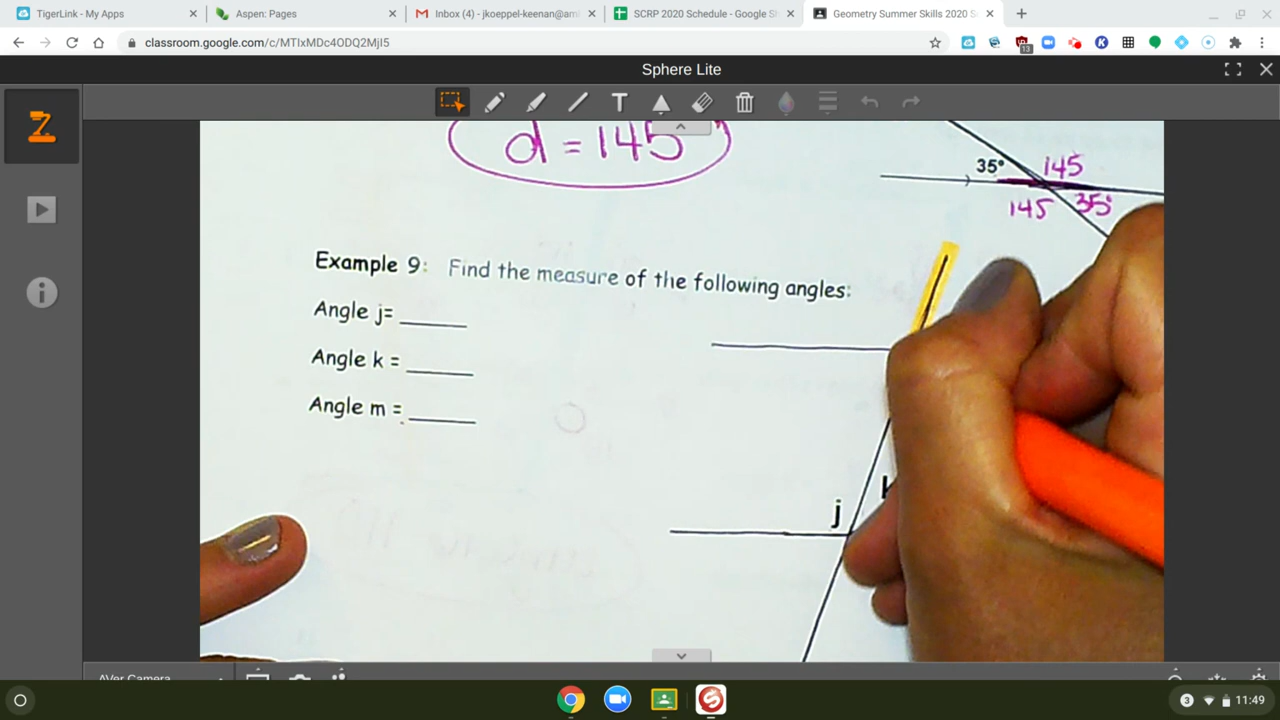 TigerLink - My Apps
Aspen: Pages
Inbox (4) - jkoeppel-keenan@am
SCRP 2020 Schedule - Google S
Geometry Summer Skills 2020 S
classroom.google.com/c/MTIxMDc4ODQ2MjI5
13
Sphere Lite
T
d = 145°
35°
145
145
35°
Example 9: Find the measure of the following angles:
Angle j= ______
Angle k = ______
Angle m = ______
j
AVer Camera
3
11:49